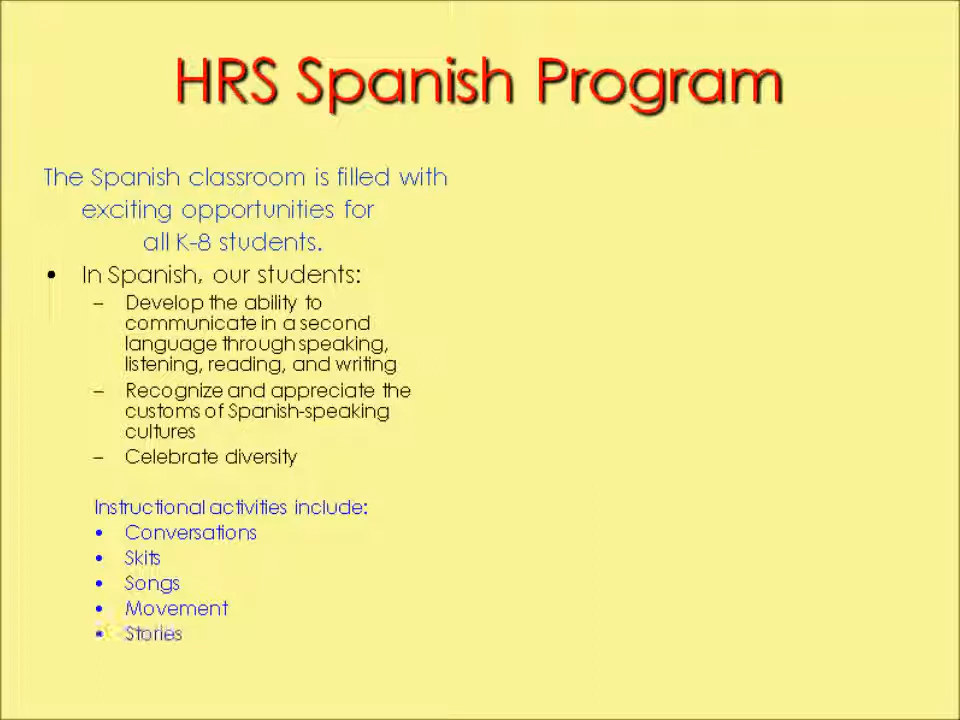 HRS Spanish Program
The Spanish classroom is filled with
exciting opportunities for
all K-8 students.
• In Spanish, our students:
– Develop the ability to
communicate in a second
language through speaking,
listening, reading, and writing
– Recognize and appreciate the
customs of Spanish-speaking
cultures
– Celebrate diversity
Instructional activities include:
• Conversations
• Skits
• Songs
• Movement
• Stories